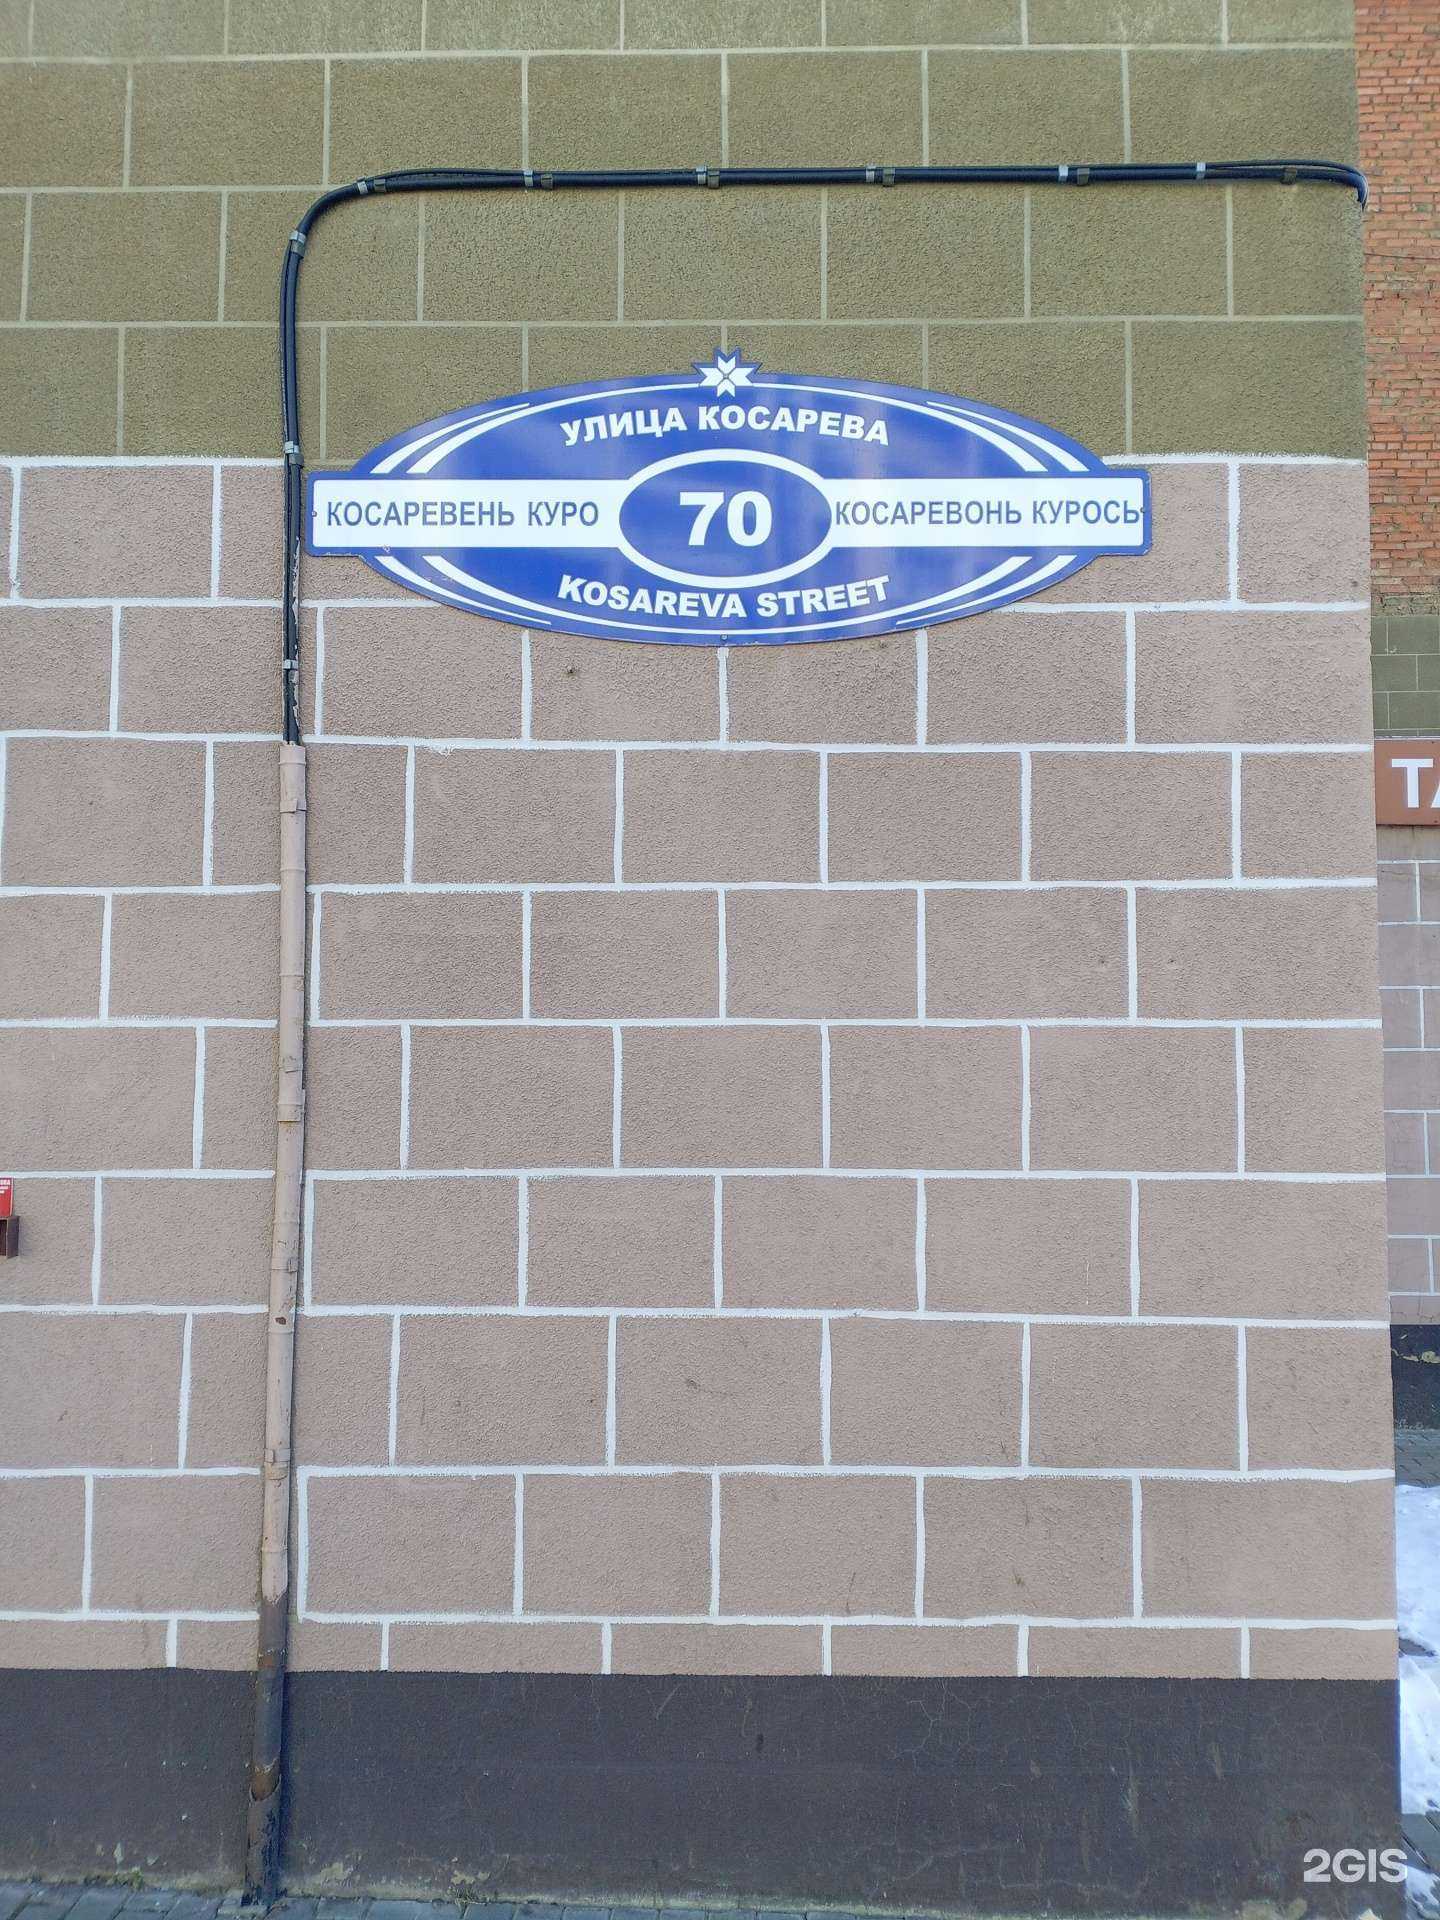 УЛИЦА КОСАРЕВА
КОСАРЕВЕНЬ КУРО
70
КОСАРЕВОНЬ КУРОСЬ
KOSAREVA STREET
2GIS